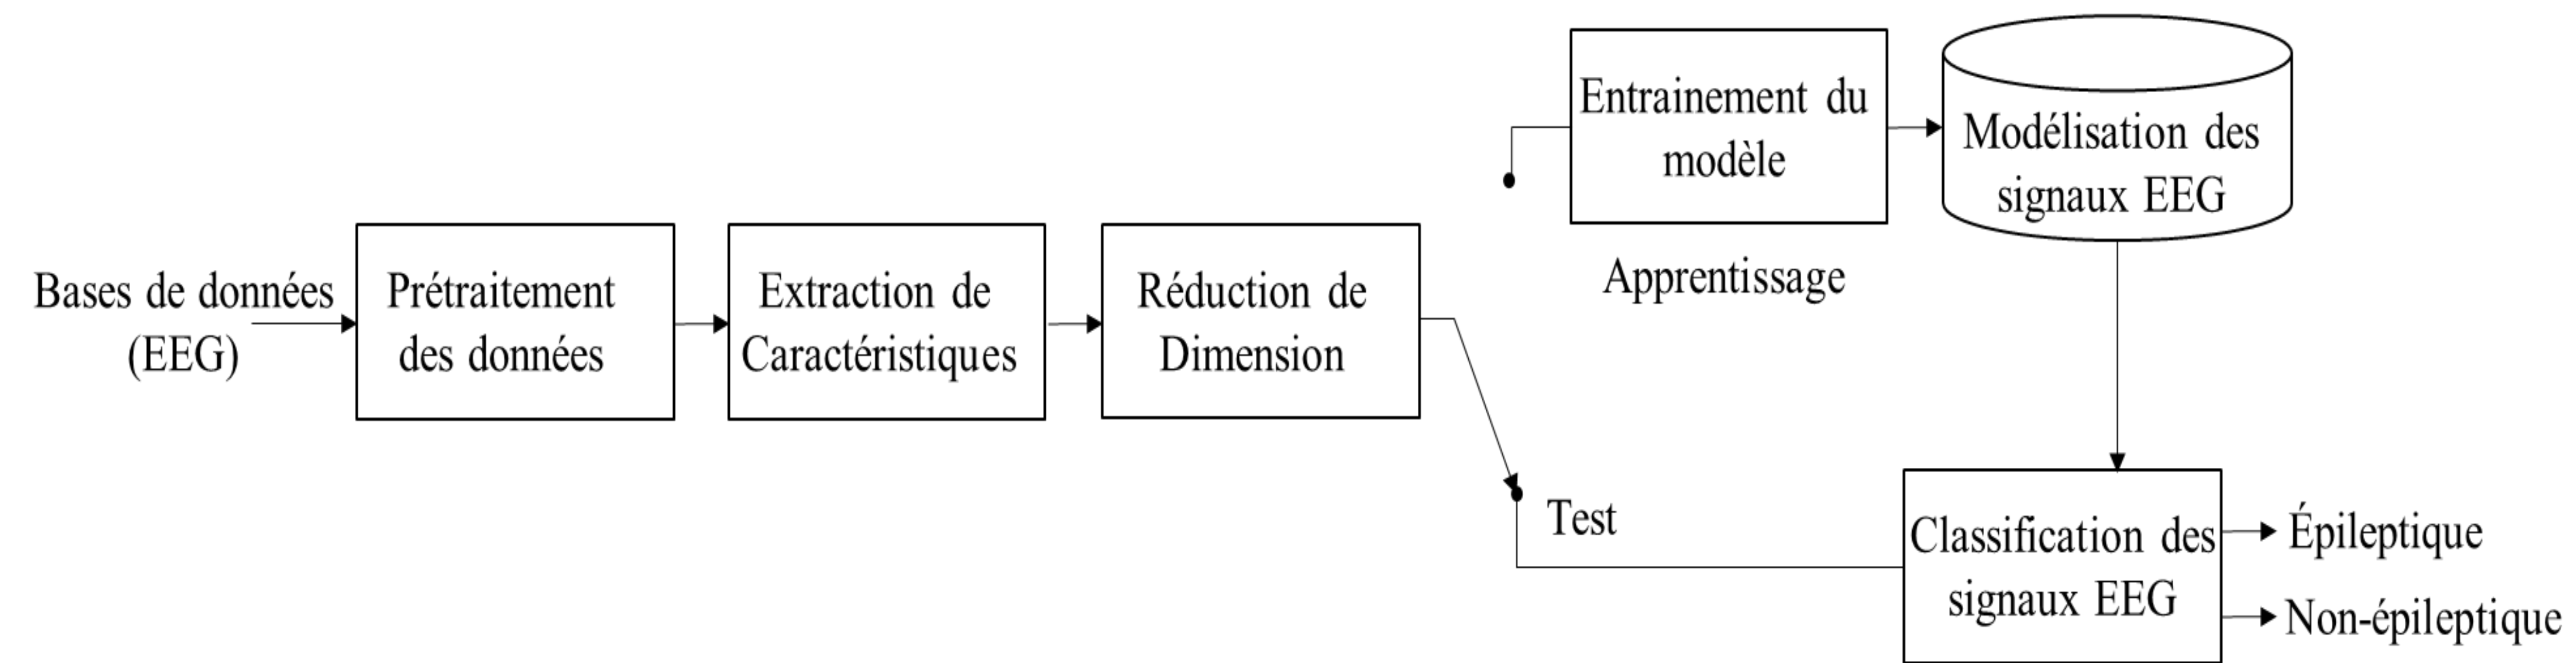 Bases de données
(EEG)
Prétraitement
des données
Extraction de
Caractéristiques
Réduction de
Dimension
Entrainement du
modèle
Apprentissage
Modélisation des
signaux EEG
Test
Classification des
signaux EEG
Épileptique
Non-épileptique